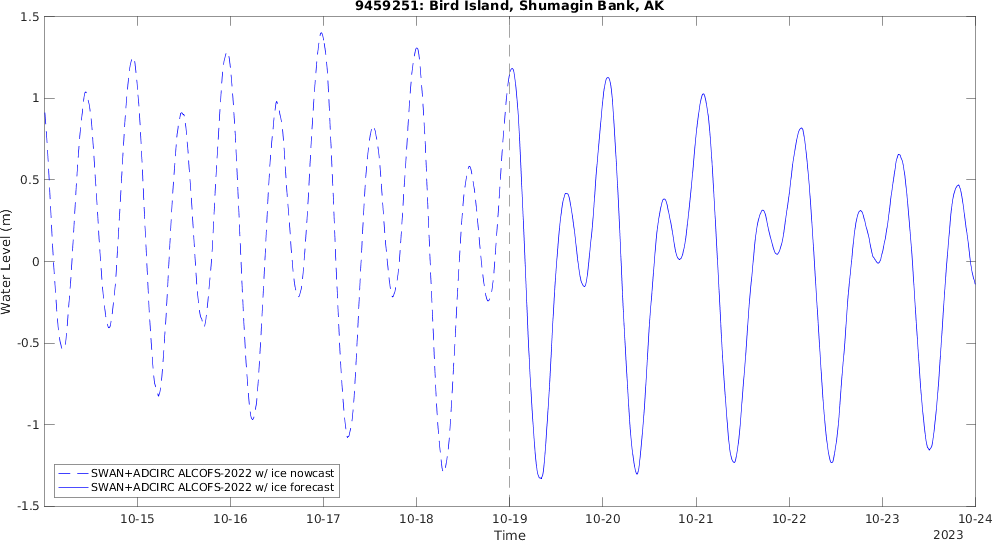 9459251: Bird Island, Shumagin Bank, AK
1.5
1
0.5
0
-0.5
-1
-1.5
Water Level (m)
SWAN+ADCIRC ALCOFS-2022 w/ ice nowcast
SWAN+ADCIRC ALCOFS-2022 w/ ice forecast
10-15 10-16 10-17 10-18 10-19 10-20 10-21 10-22 10-23 10-24
Time
2023